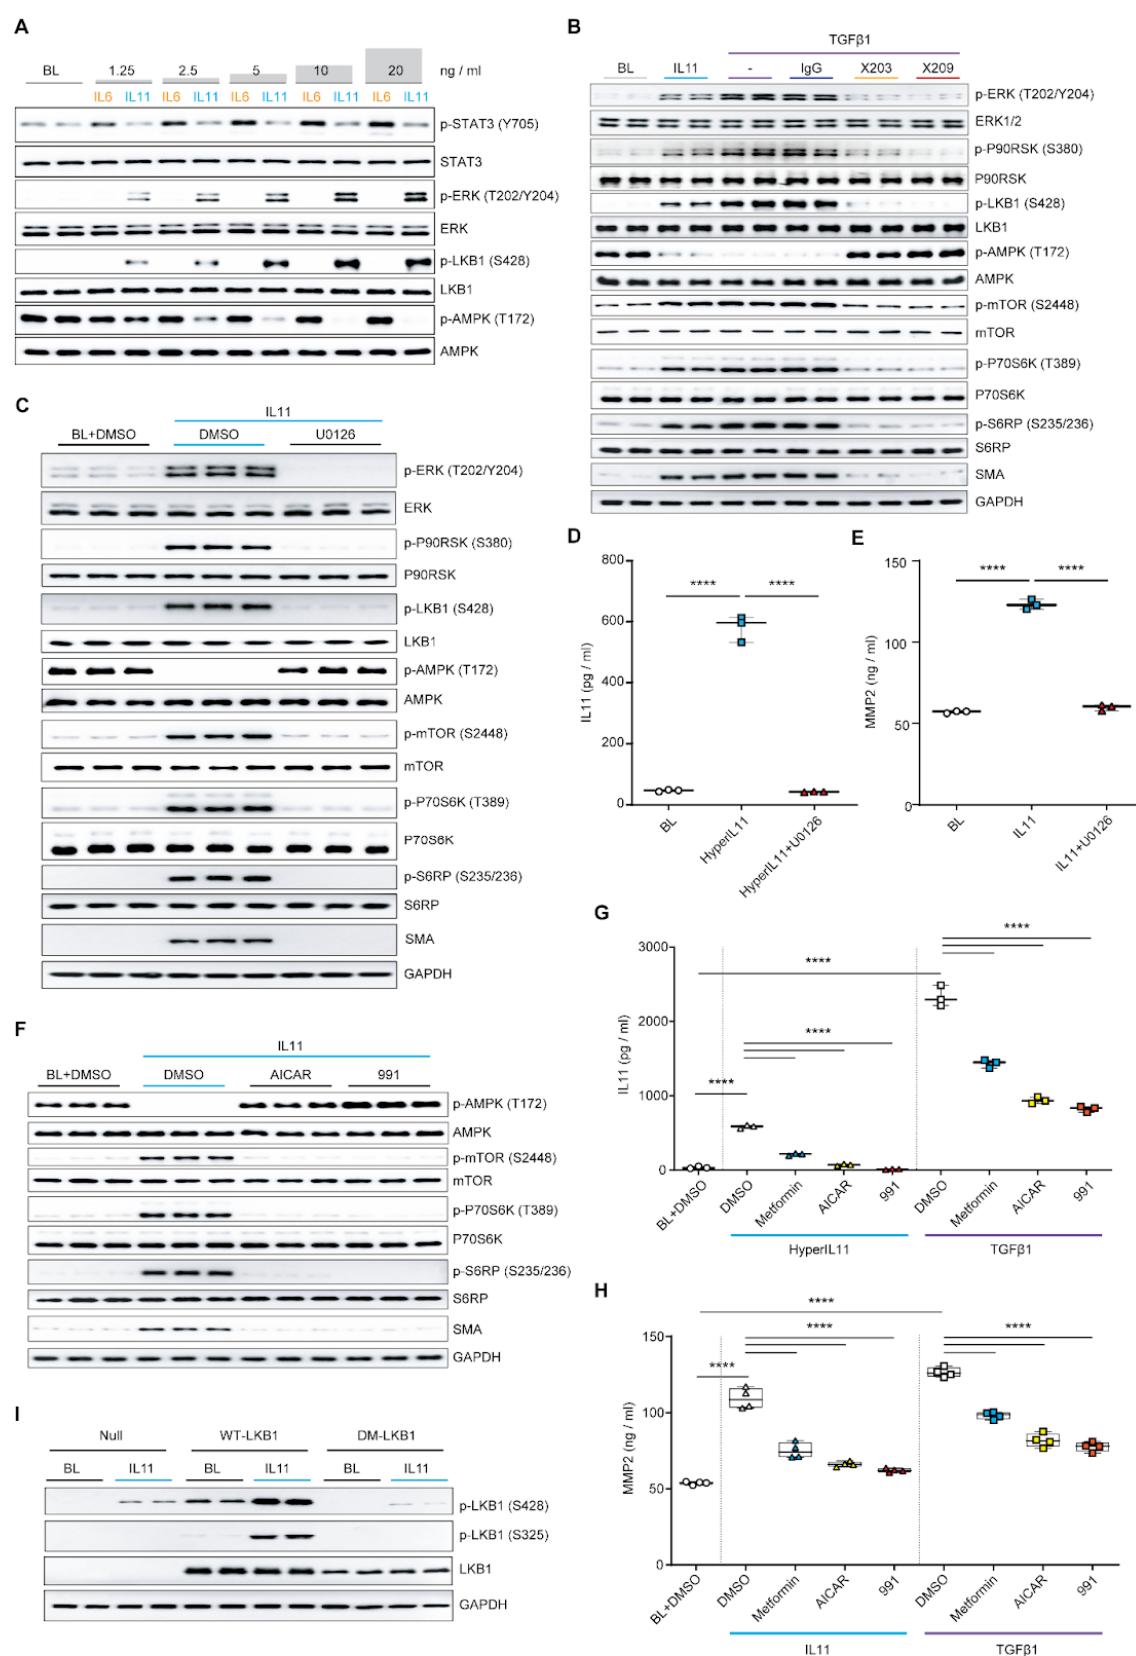 A
BL 1.25 2.5 5 10 20 ng / ml
IL6 IL11 IL6 IL11 IL6 IL11 IL6 IL11 IL6 IL11
p-STAT3 (Y705)
STAT3
p-ERK (T202/Y204)
ERK
p-LKB1 (S428)
LKB1
p-AMPK (T172)
AMPK
B
TGFβ1
BL IL11 - IgG X203 X209
p-ERK (T202/Y204)
ERK1/2
p-P90RSK (S380)
P90RSK
p-LKB1 (S428)
LKB1
p-AMPK (T172)
AMPK
p-mTOR (S2448)
mTOR
p-P70S6K (T389)
P70S6K
p-S6RP (S235/236)
S6RP
SMA
GAPDH
C
IL11
BL+DMSO DMSO U0126
p-ERK (T202/Y204)
ERK
p-P90RSK (S380)
P90RSK
p-LKB1 (S428)
LKB1
p-AMPK (T172)
AMPK
p-mTOR (S2448)
mTOR
p-P70S6K (T389)
P70S6K
p-S6RP (S235/236)
S6RP
SMA
GAPDH
D
800
600
400
200
0
IL11 (pg / ml)
**** ****
BL
HyperIL11
HyperIL11+U0126
E
150
100
50
0
MMP2 (ng / ml)
**** ****
BL
IL11
IL11+U0126
F
IL11
BL+DMSO DMSO AICAR 991
p-AMPK (T172)
AMPK
p-mTOR (S2448)
mTOR
p-P70S6K (T389)
P70S6K
p-S6RP (S235/236)
S6RP
SMA
GAPDH
G
3000
2000
1000
0
IL11 (pg / ml)
****
****
****
****
BL+DMSO
DMSO
Metformin
AICAR
991
DMSO
Metformin
AICAR
991
HyperIL11 TGFβ1
H
150
100
50
0
MMP2 (ng / ml)
****
****
****
****
BL+DMSO
DMSO
Metformin
AICAR
991
DMSO
Metformin
AICAR
991
IL11 TGFβ1
I
Null WT-LKB1 DM-LKB1
BL IL11 BL IL11 BL IL11
p-LKB1 (S428)
p-LKB1 (S325)
LKB1
GAPDH